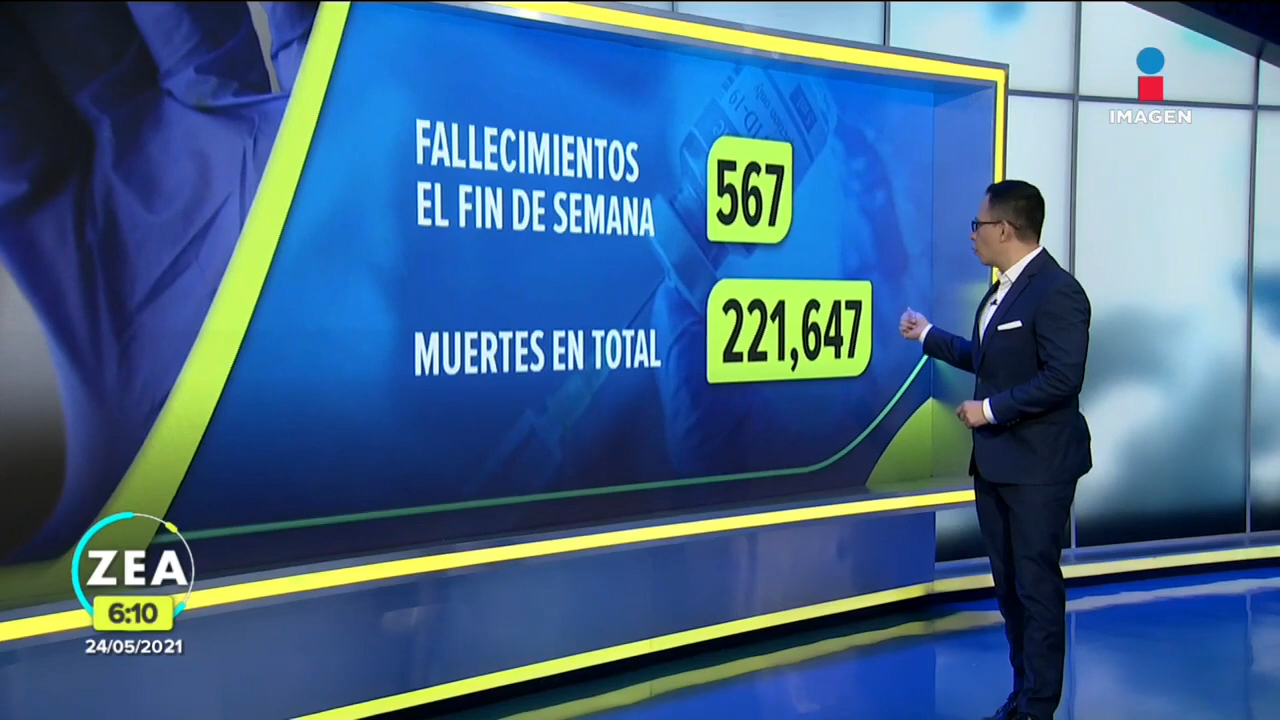 FALLECIMIENTOS
EL FIN DE SEMANA
567
MUERTES EN TOTAL
221,647
IMAGEN
ZEA
6:10
24/05/2021